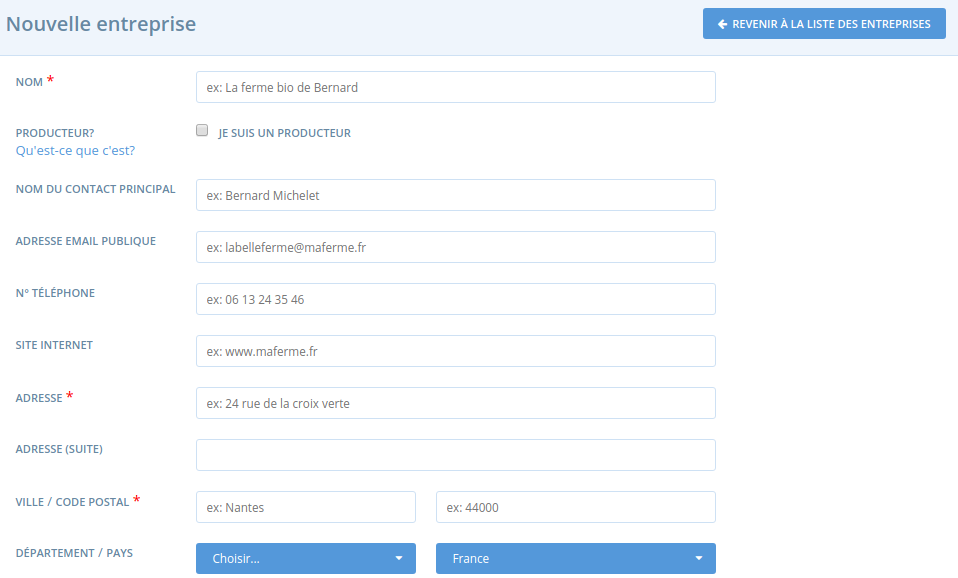 Nouvelle entreprise
REVENIR À LA LISTE DES ENTREPRISES
NOM *
ex: La ferme bio de Bernard
PRODUCTEUR?
JE SUIS UN PRODUCTEUR
Qu'est-ce que c'est?
NOM DU CONTACT PRINCIPAL
ex: Bernard Michelet
ADRESSE EMAIL PUBLIQUE
ex: labelleferme@maferme.fr
N° TÉLÉPHONE
ex: 06 13 24 35 46
SITE INTERNET
ex: www.maferme.fr
ADRESSE *
ex: 24 rue de la croix verte
ADRESSE (SUITE)
VILLE / CODE POSTAL *
ex: Nantes
ex: 44000
DÉPARTEMENT / PAYS
Choisir...
France